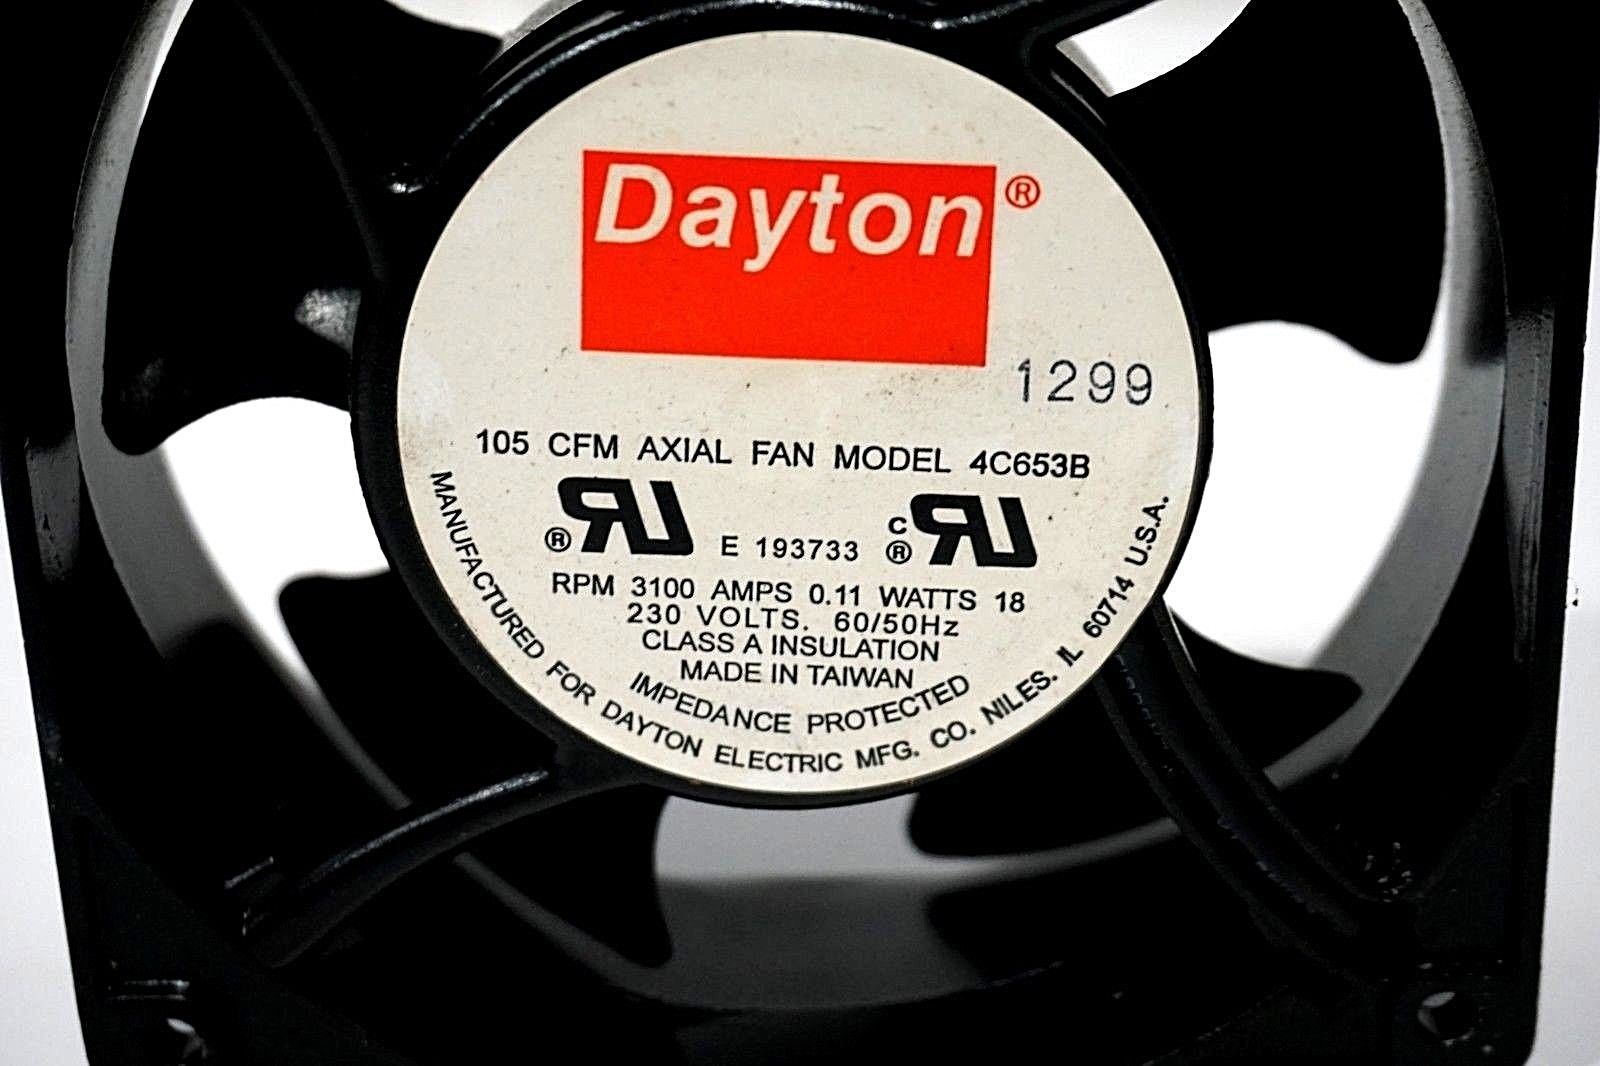 Dayton®
1299
105 CFM AXIAL FAN MODEL 4C653B
E 193733
RPM 3100 AMPS 0.11 WATTS 18
230 VOLTS. 60/50Hz
CLASS A INSULATION
MADE IN TAIWAN
IMPEDANCE PROTECTED
MANUFACTURED FOR DAYTON ELECTRIC MFG. CO. NILES. IL 60714 U.S.A.